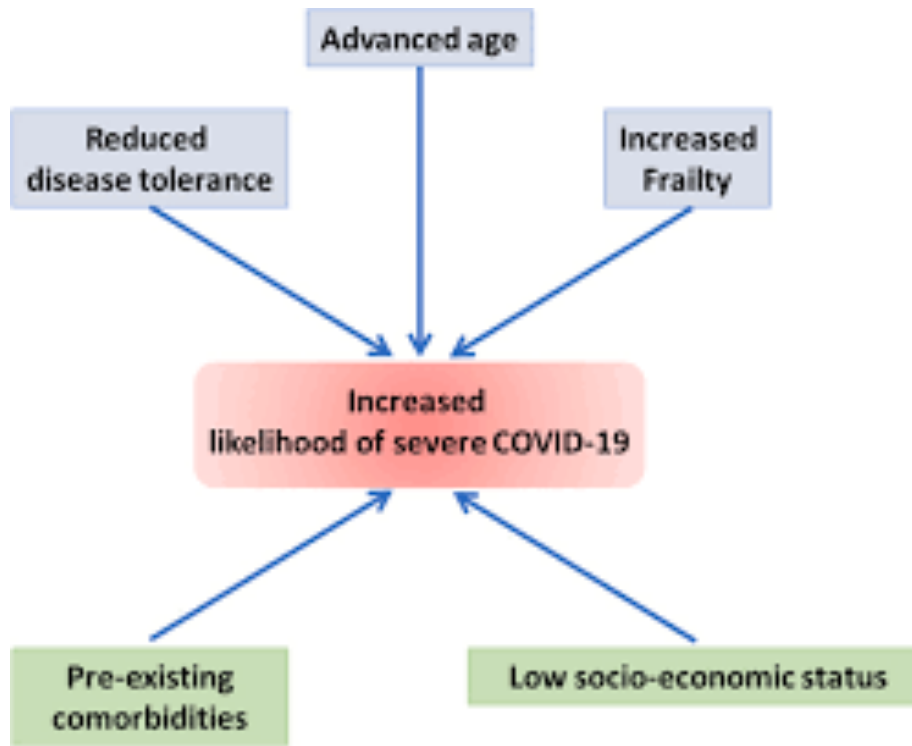 Advanced age
Reduced
disease tolerance
Increased
Frailty
Increased
likelihood of severe COVID-19
Pre-existing
comorbidities
Low socio-economic status